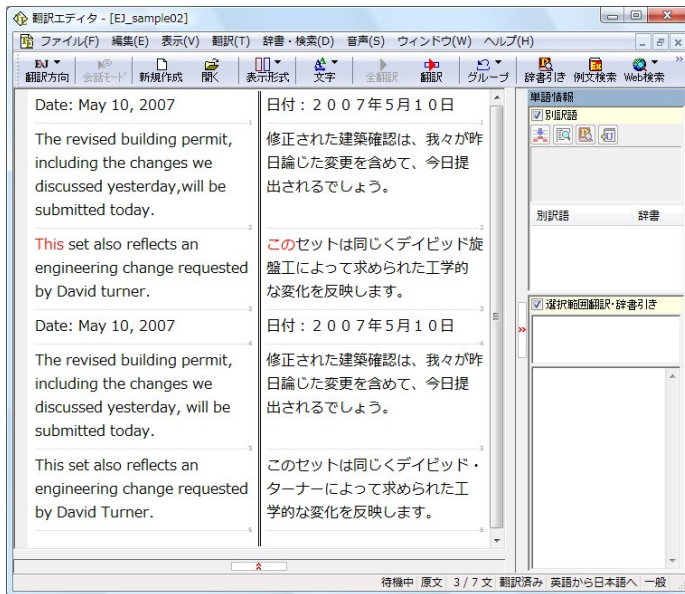 翻訳エディタ - [EJ_sample02]
ファイル(F) 編集(E) 表示(V) 翻訳(T) 辞書・検索(D) 音声(S) ウィンドウ(W) ヘルプ(H)
EJ
翻訳方向 会話モード 新規作成 開く 表示形式 文字 全翻訳 翻訳 グループ 辞書引き 例文検索 Web検索
Date: May 10, 2007
1
The revised building permit,
including the changes we
discussed yesterday,will be
submitted today.
2
This set also reflects an
engineering change requested
by David turner.
3
Date: May 10, 2007
4
The revised building permit,
including the changes we
discussed yesterday, will be
submitted today.
5
This set also reflects an
engineering change requested
by David Turner.
6
日付：２００７年５月１０日
1
修正された建築確認は、我々が昨
日論じた変更を含めて、今日提
出されるでしょう。
2
このセットは同じくデイビッド旋
盤工によって求められた工学的
な変化を反映します。
3
日付：２００７年５月１０日
4
修正された建築確認は、我々が昨
日論じた変更を含めて、今日提
出されるでしょう。
5
このセットは同じくデイビッド・
ターナーによって求められた工
学的な変化を反映します。
6
単語情報
別訳語
別訳語 辞書
選択範囲翻訳・辞書引き
待機中 原文 3 / 7 文 翻訳済み 英語から日本語へ 一般